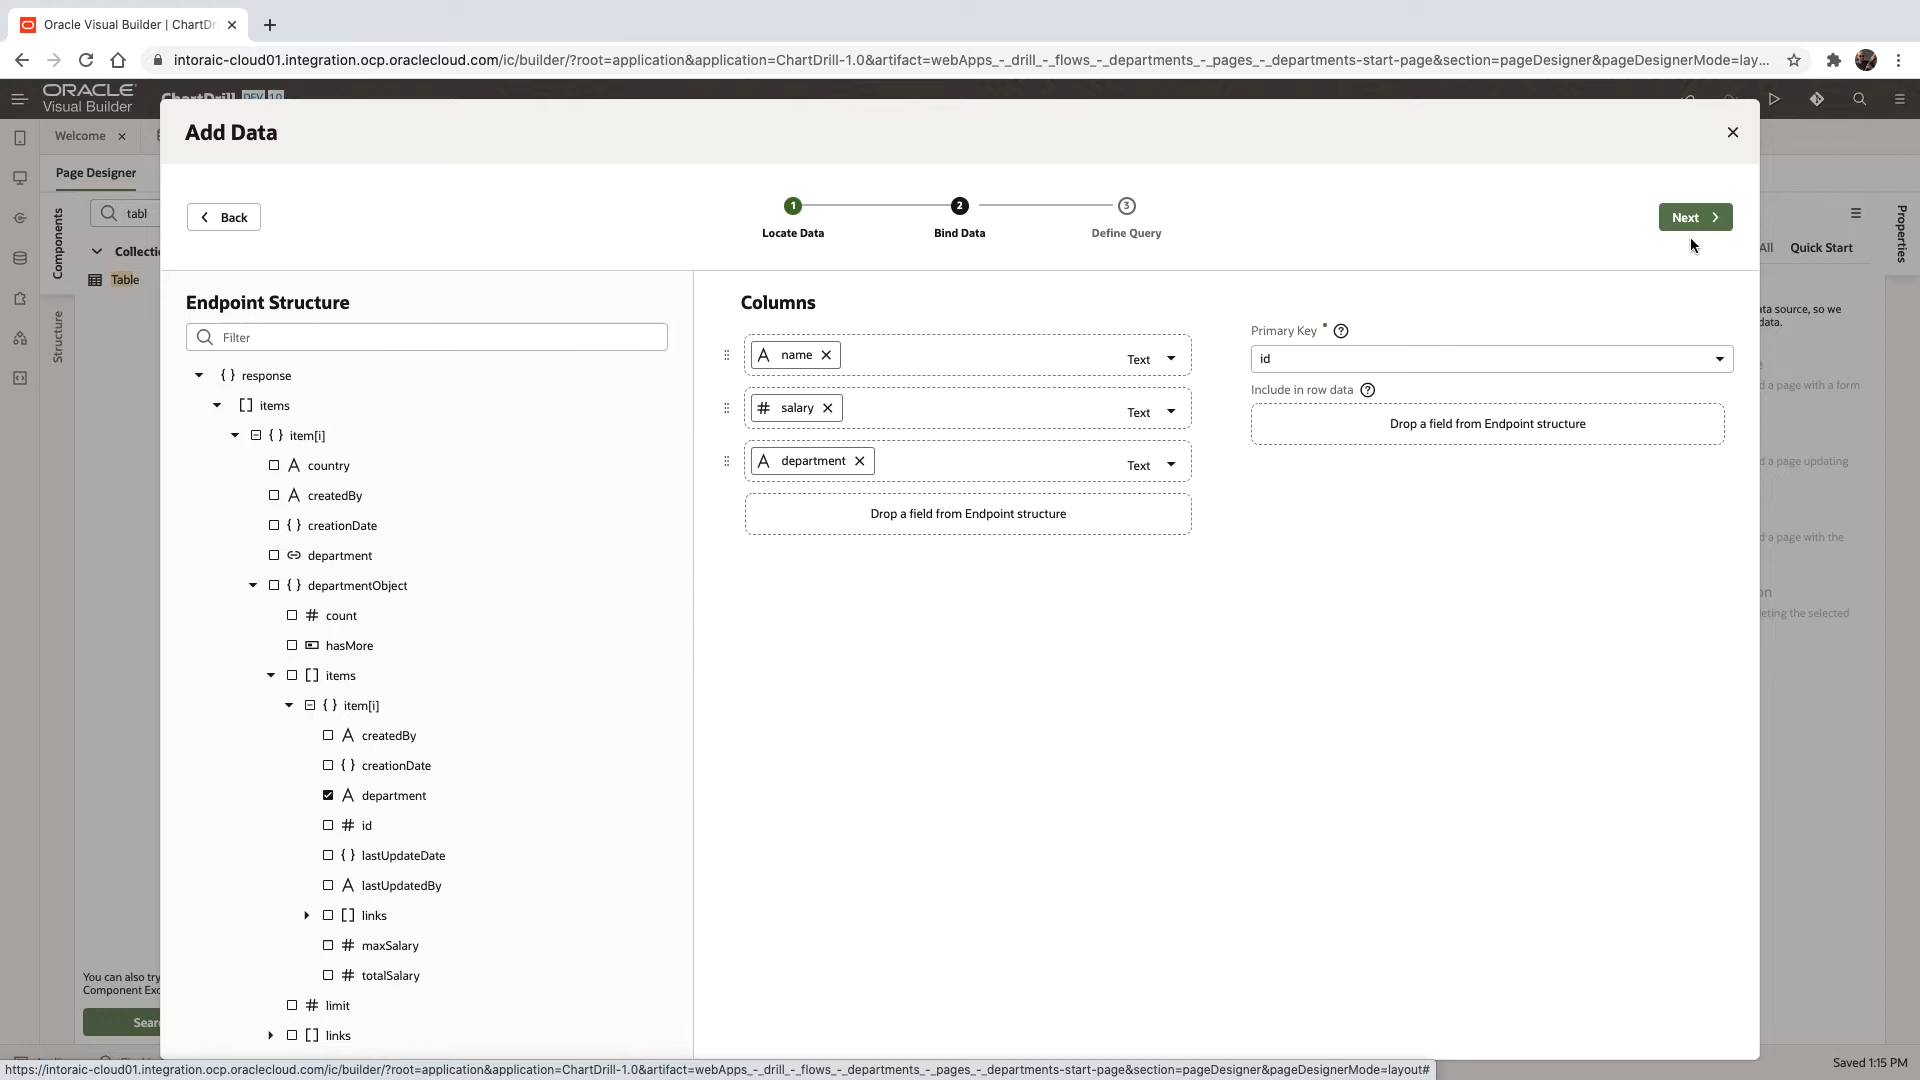 Oracle Visual Builder | ChartDr
intoraic-cloud01.integration.ocp.oraclecloud.com/ic/builder/?root=application&application=ChartDrill-1.0&artifact=webApps_-_drill_-_flows_-_departments_-_pages_-_departments-start-page&section=pageDesigner&pageDesignerMode=lay...
ORACLE
Visual Builder
ChartDrill DEV 1.0
Welcome
Page Designer
Components
Structure
tabl
Collectio
Table
You can also try
Component Exc
Searc
Add Data
Back
1
2
3
Locate Data
Bind Data
Define Query
Next
Endpoint Structure
Filter
{ } response
[ ] items
{ } item[i]
A country
A createdBy
{ } creationDate
department
{ } departmentObject
# count
hasMore
[ ] items
{ } item[i]
A createdBy
{ } creationDate
A department
# id
{ } lastUpdateDate
A lastUpdatedBy
[ ] links
# maxSalary
# totalSalary
# limit
[ ] links
Columns
A name Text
# salary Text
A department Text
Drop a field from Endpoint structure
Primary Key
id
Include in row data
Drop a field from Endpoint structure
Properties
All Quick Start
ata source, so we
data.
d a page with a form
d a page updating
d a page with the
on
eting the selected
Saved 1:15 PM
https://intoraic-cloud01.integration.ocp.oraclecloud.com/ic/builder/?root=application&application=ChartDrill-1.0&artifact=webApps_-_drill_-_flows_-_departments_-_pages_-_departments-start-page&section=pageDesigner&pageDesignerMode=layout#